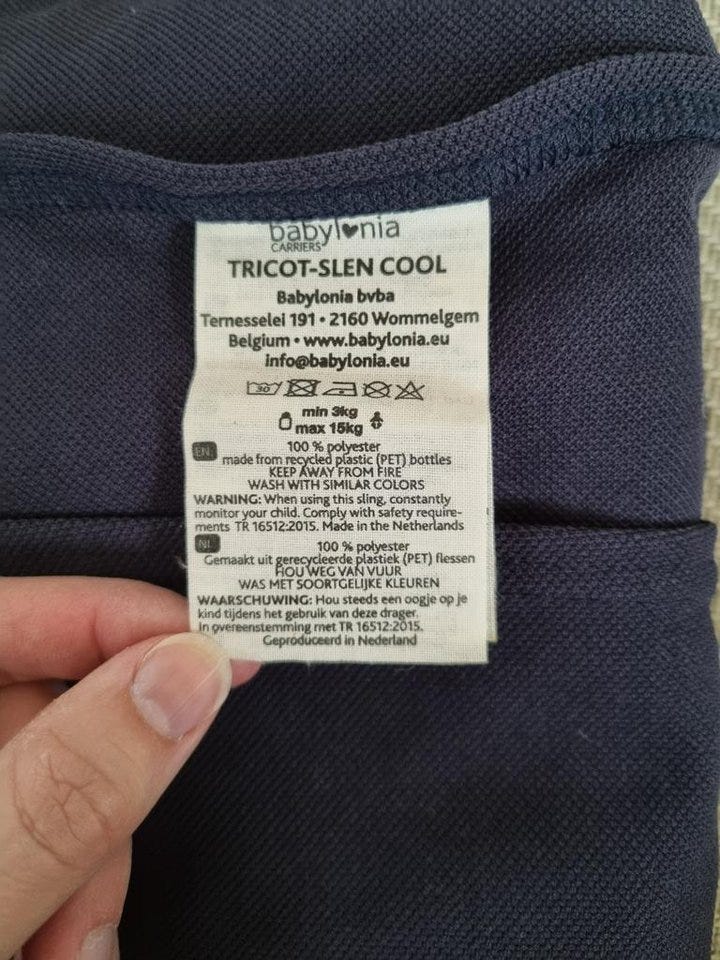 babyl♥nia
CARRIERS
TRICOT-SLEN COOL
Babylonia bvba
Ternesselei 191 • 2160 Wommelgem
Belgium • www.babylonia.eu
info@babylonia.eu
30
min 3kg
max 15kg
EN
100 % polyester
made from recycled plastic (PET) bottles
KEEP AWAY FROM FIRE
WASH WITH SIMILAR COLORS
WARNING: When using this sling, constantly
monitor your child. Comply with safety require-
ments TR 16512:2015. Made in the Netherlands
NL
100 % polyester
Gemaakt uit gerecycleerde plastiek (PET) flessen
HOU WEG VAN VUUR
WAS MET SOORTGELIJKE KLEUREN
WAARSCHUWING: Hou steeds een oogje op je
kind tijdens het gebruik van deze drager.
In overeenstemming met TR 16512:2015.
Geproduceerd in Nederland